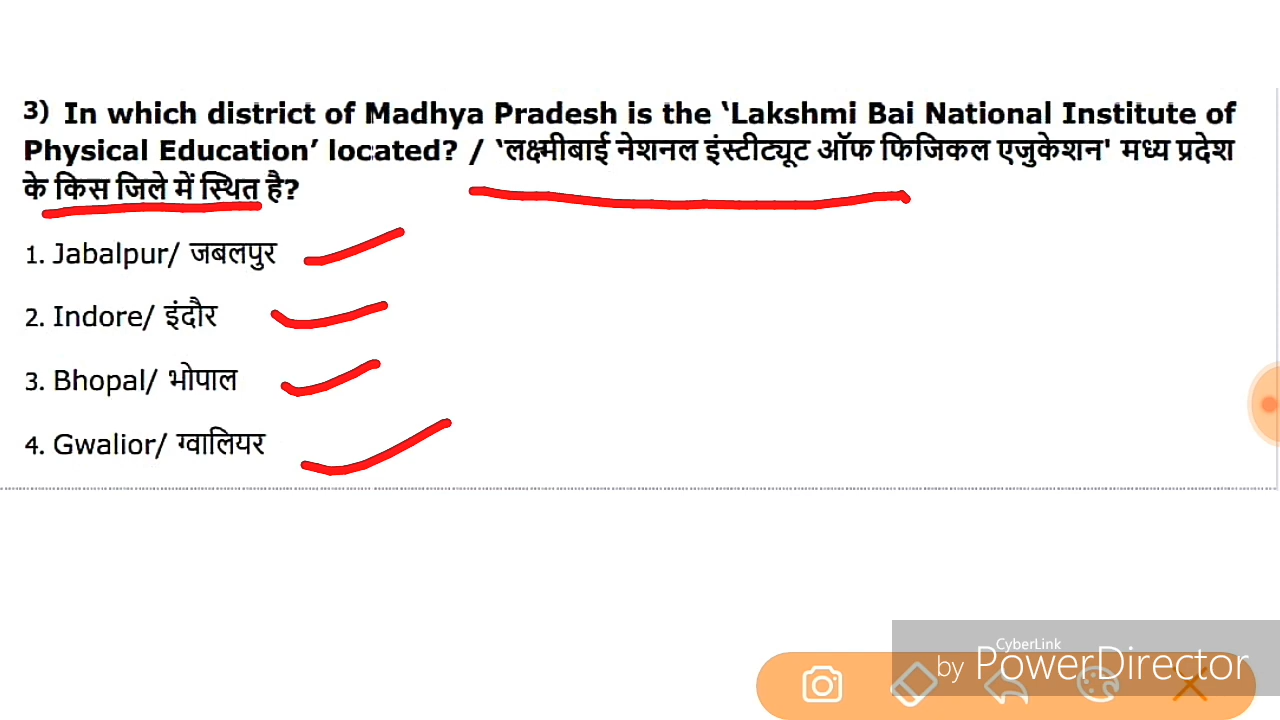 3) In which district of Madhya Pradesh is the ‘Lakshmi Bai National Institute of
Physical Education’ located? / ‘लक्ष्मीबाई नेशनल इंस्टीट्यूट ऑफ फिजिकल एजुकेशन' मध्य प्रदेश
के किस जिले में स्थित है?
1. Jabalpur/ जबलपुर
2. Indore/ इंदौर
3. Bhopal/ भोपाल
4. Gwalior/ ग्वालियर
CyberLink
by PowerDirector